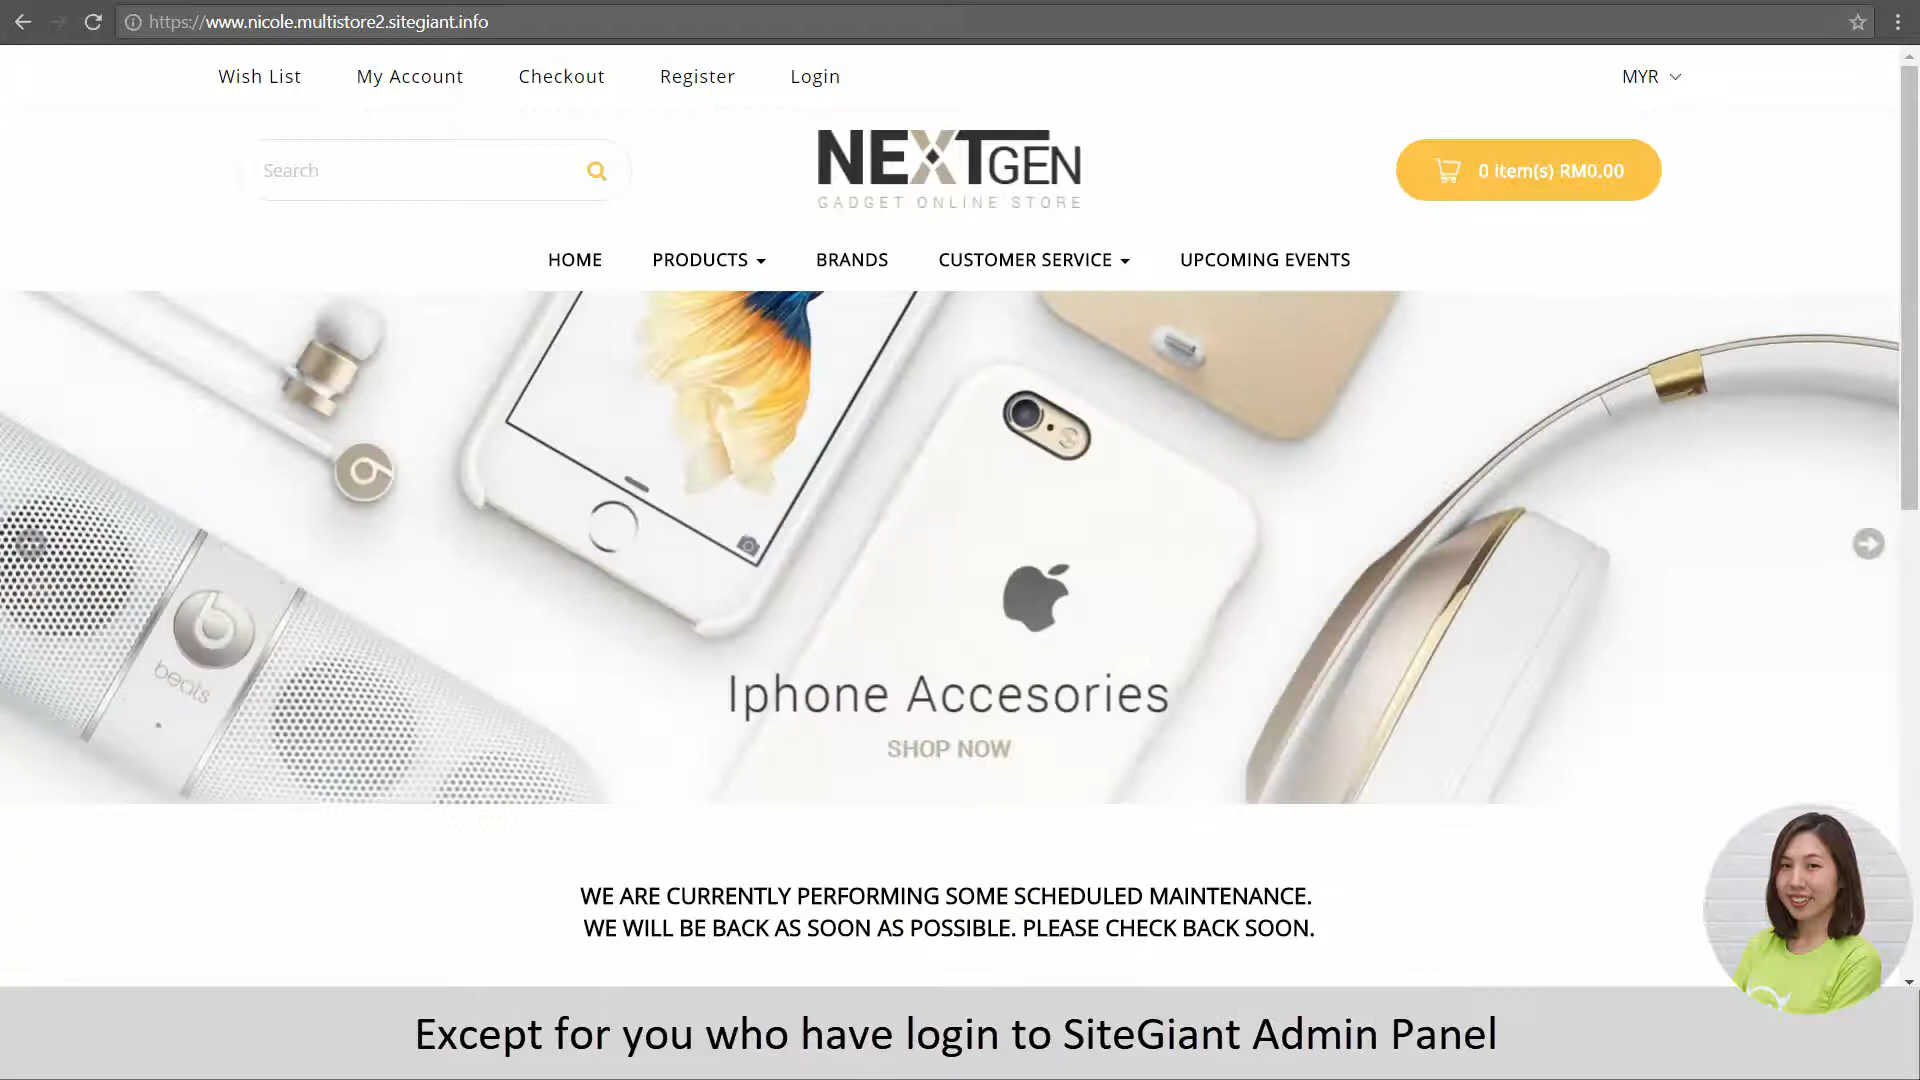 https://www.nicole.multistore2.sitegiant.info
Wish List My Account Checkout Register Login MYR
Search
NEXTGEN
GADGET ONLINE STORE
0 item(s) RM0.00
HOME PRODUCTS BRANDS CUSTOMER SERVICE UPCOMING EVENTS
beats
Iphone Accesories
SHOP NOW
WE ARE CURRENTLY PERFORMING SOME SCHEDULED MAINTENANCE.
WE WILL BE BACK AS SOON AS POSSIBLE. PLEASE CHECK BACK SOON.
Except for you who have login to SiteGiant Admin Panel